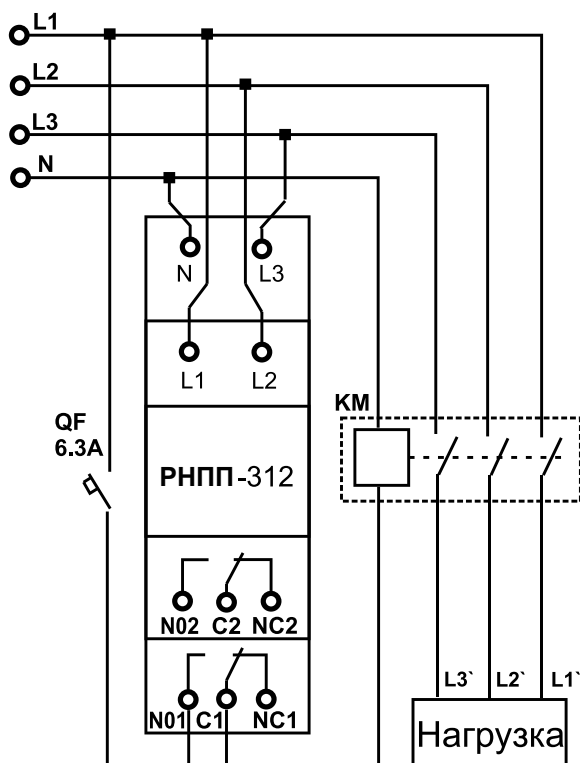 L1
L2
L3
N
N L3
L1 L2
QF
6.3A
KM
РНПП-312
N02 C2 NC2
N01 C1 NC1
L3` L2` L1`
Нагрузка